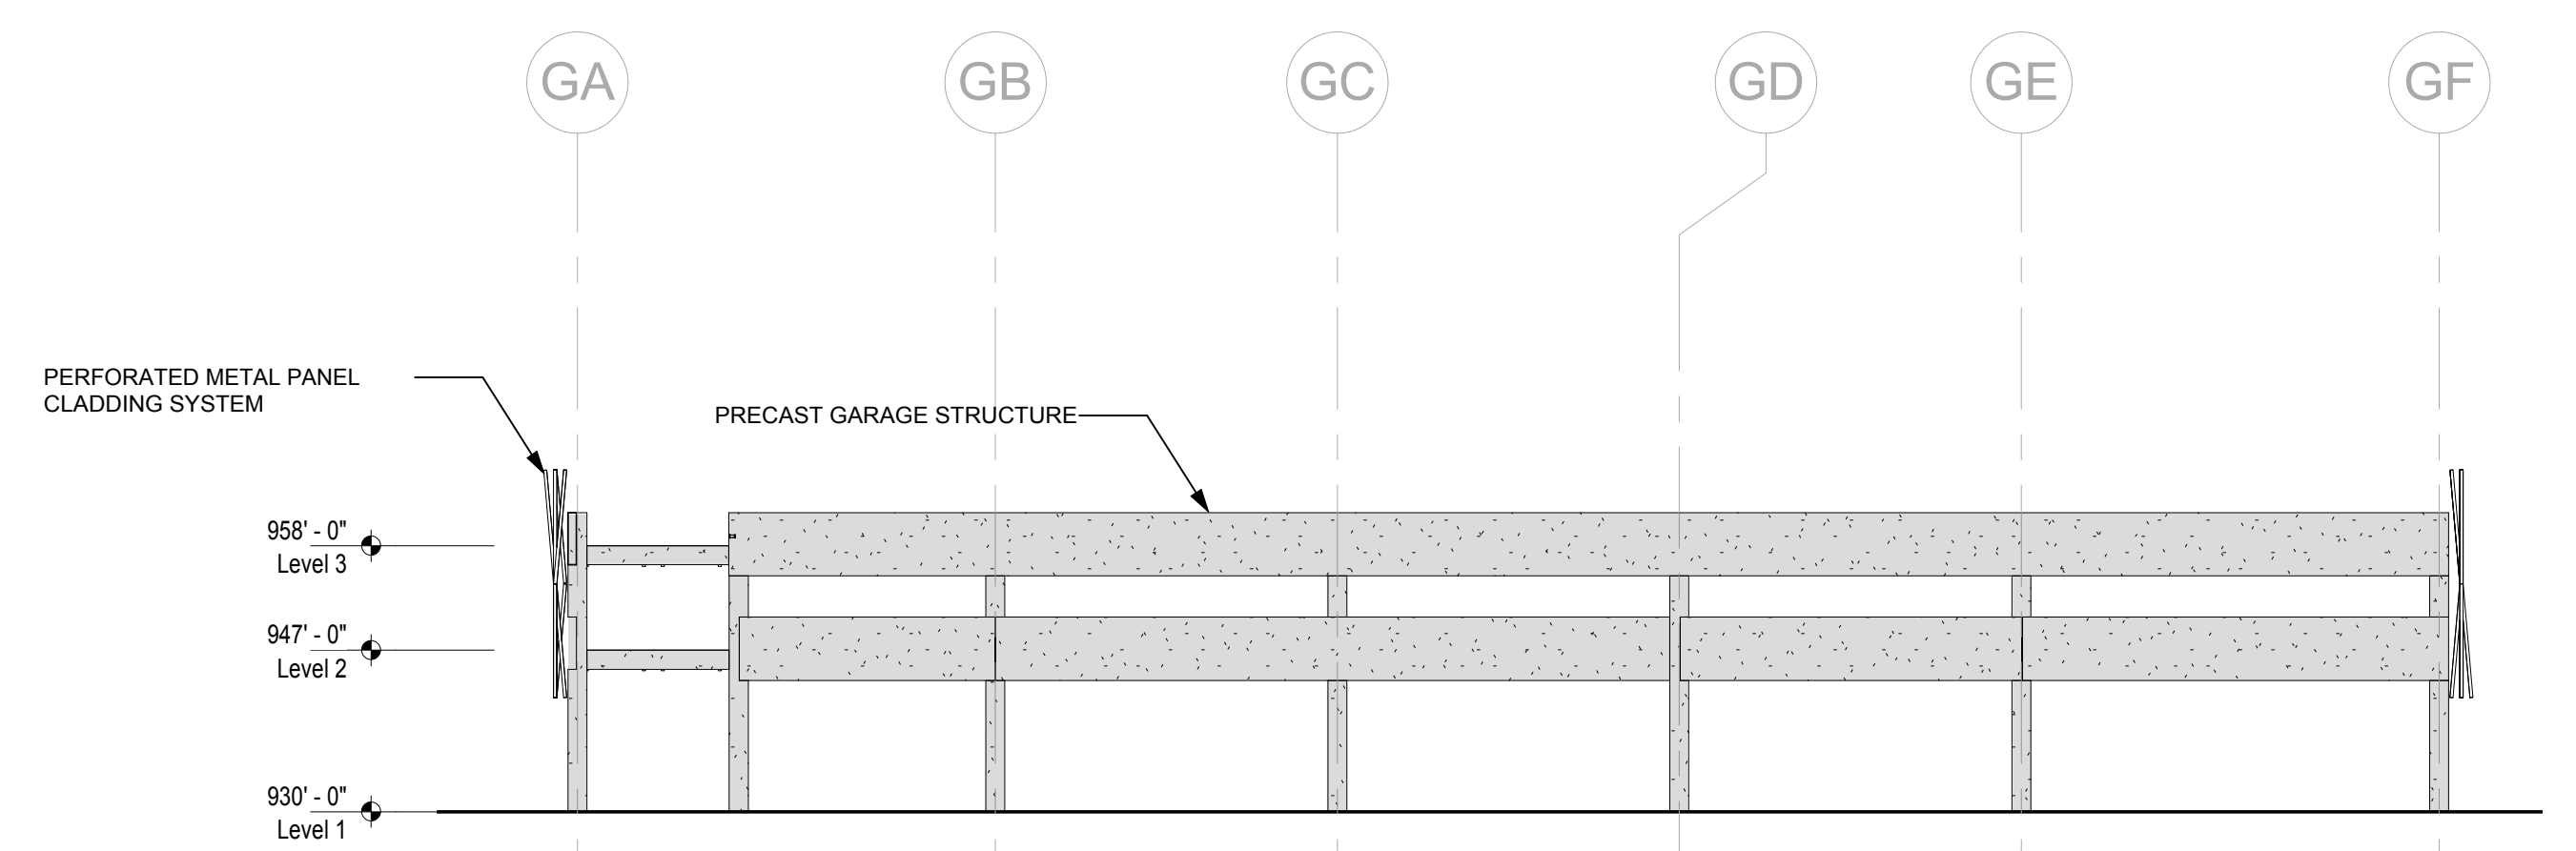 GA
GB
GC
GD
GE
GF
PERFORATED METAL PANEL
CLADDING SYSTEM
PRECAST GARAGE STRUCTURE
958' - 0"
Level 3
947' - 0"
Level 2
930' - 0"
Level 1